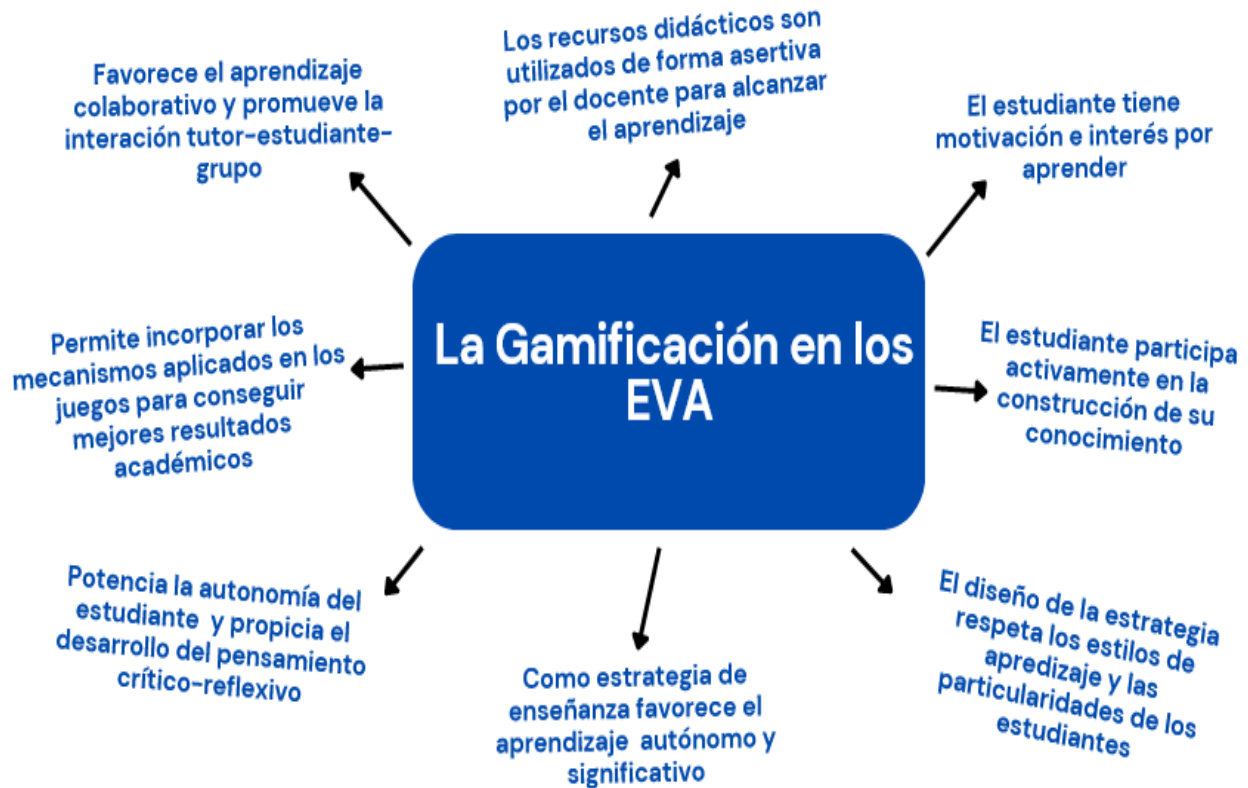 Favorece el aprendizaje
colaborativo y promueve la
interación tutor-estudiante-
grupo
Los recursos didácticos son
utilizados de forma asertiva
por el docente para alcanzar
el aprendizaje
El estudiante tiene
motivación e interés por
aprender
Permite incorporar los
mecanismos aplicados en los
juegos para conseguir
mejores resultados
académicos
La Gamificación en los
EVA
El estudiante participa
activamente en la
construcción de su
conocimiento
Potencia la autonomía del
estudiante y propicia el
desarrollo del pensamiento
crítico-reflexivo
Como estrategia de
enseñanza favorece el
aprendizaje autónomo y
significativo
El diseño de la estrategia
respeta los estilos de
apredizaje y las
particularidades de los
estudiantes